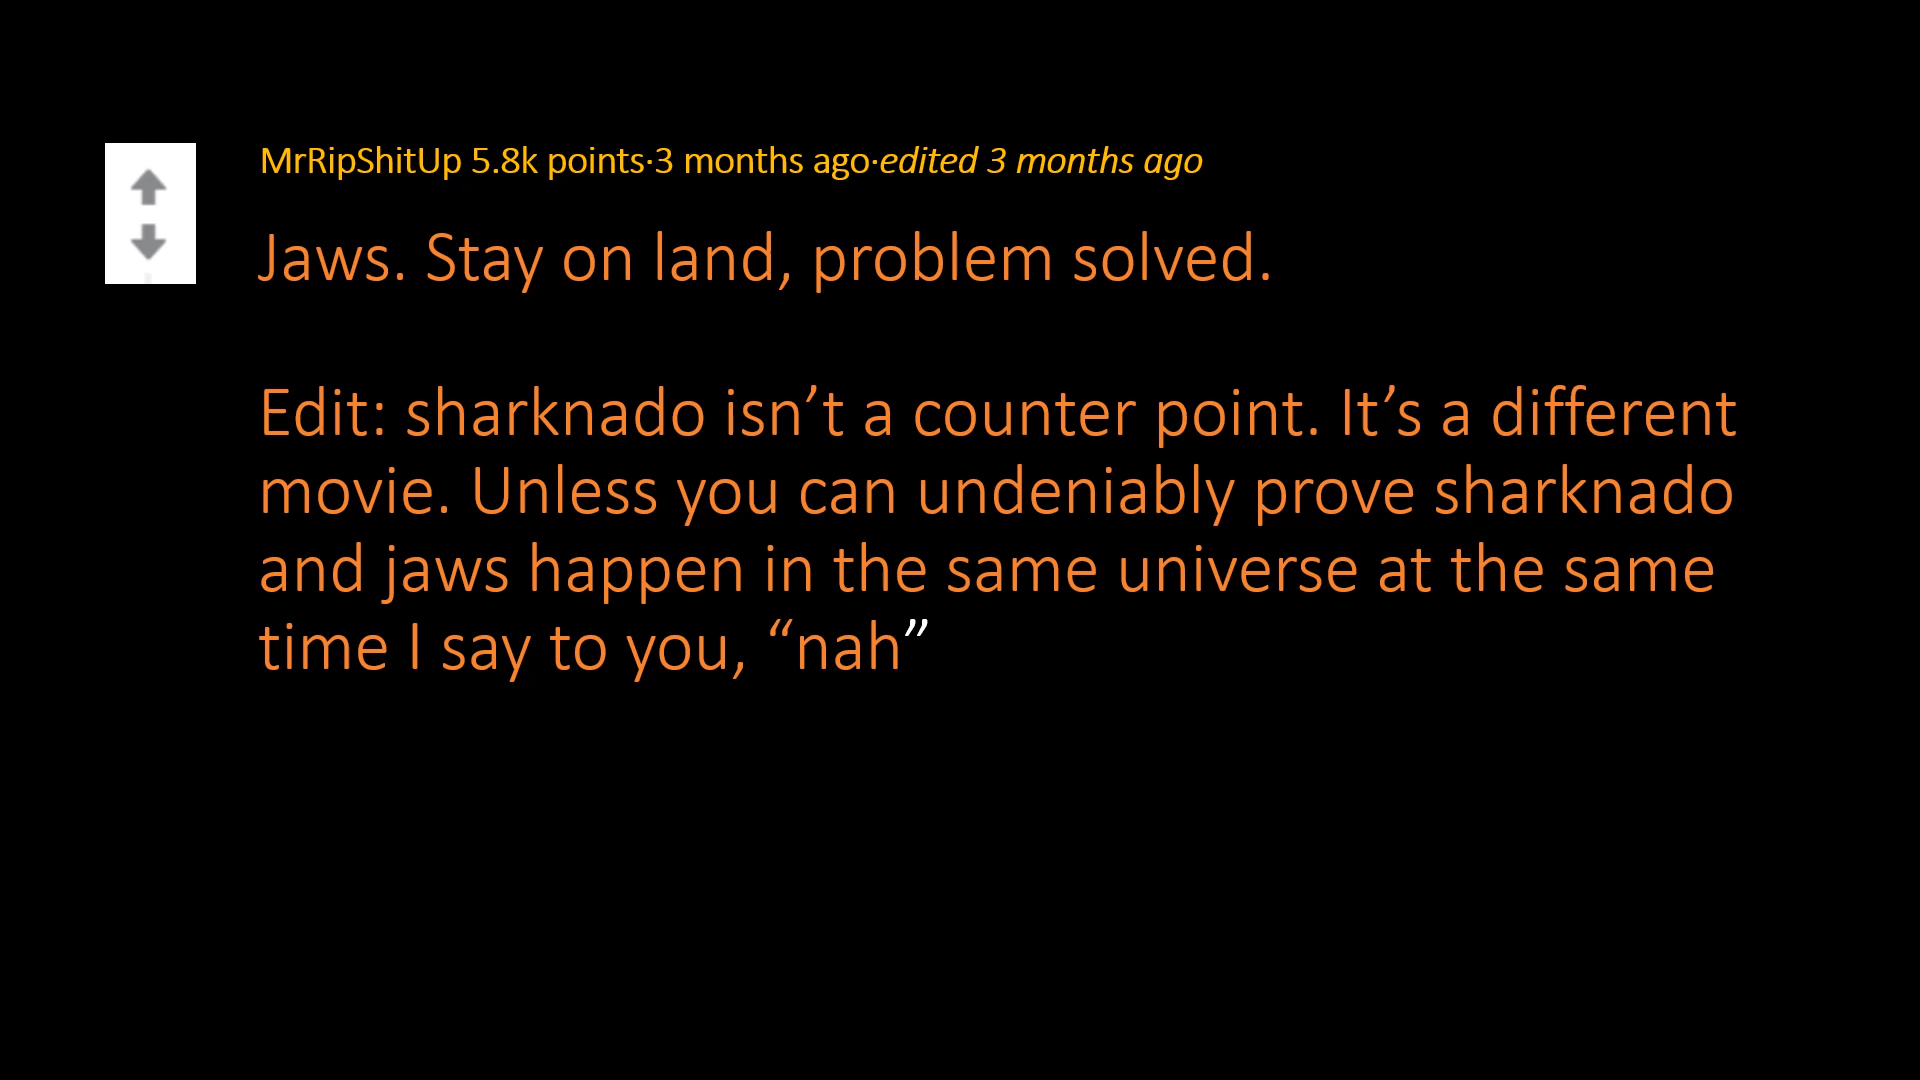 MrRipShitUp 5.8k points·3 months ago·edited 3 months ago
Jaws. Stay on land, problem solved.
Edit: sharknado isn’t a counter point. It’s a different
movie. Unless you can undeniably prove sharknado
and jaws happen in the same universe at the same
time I say to you, “nah”